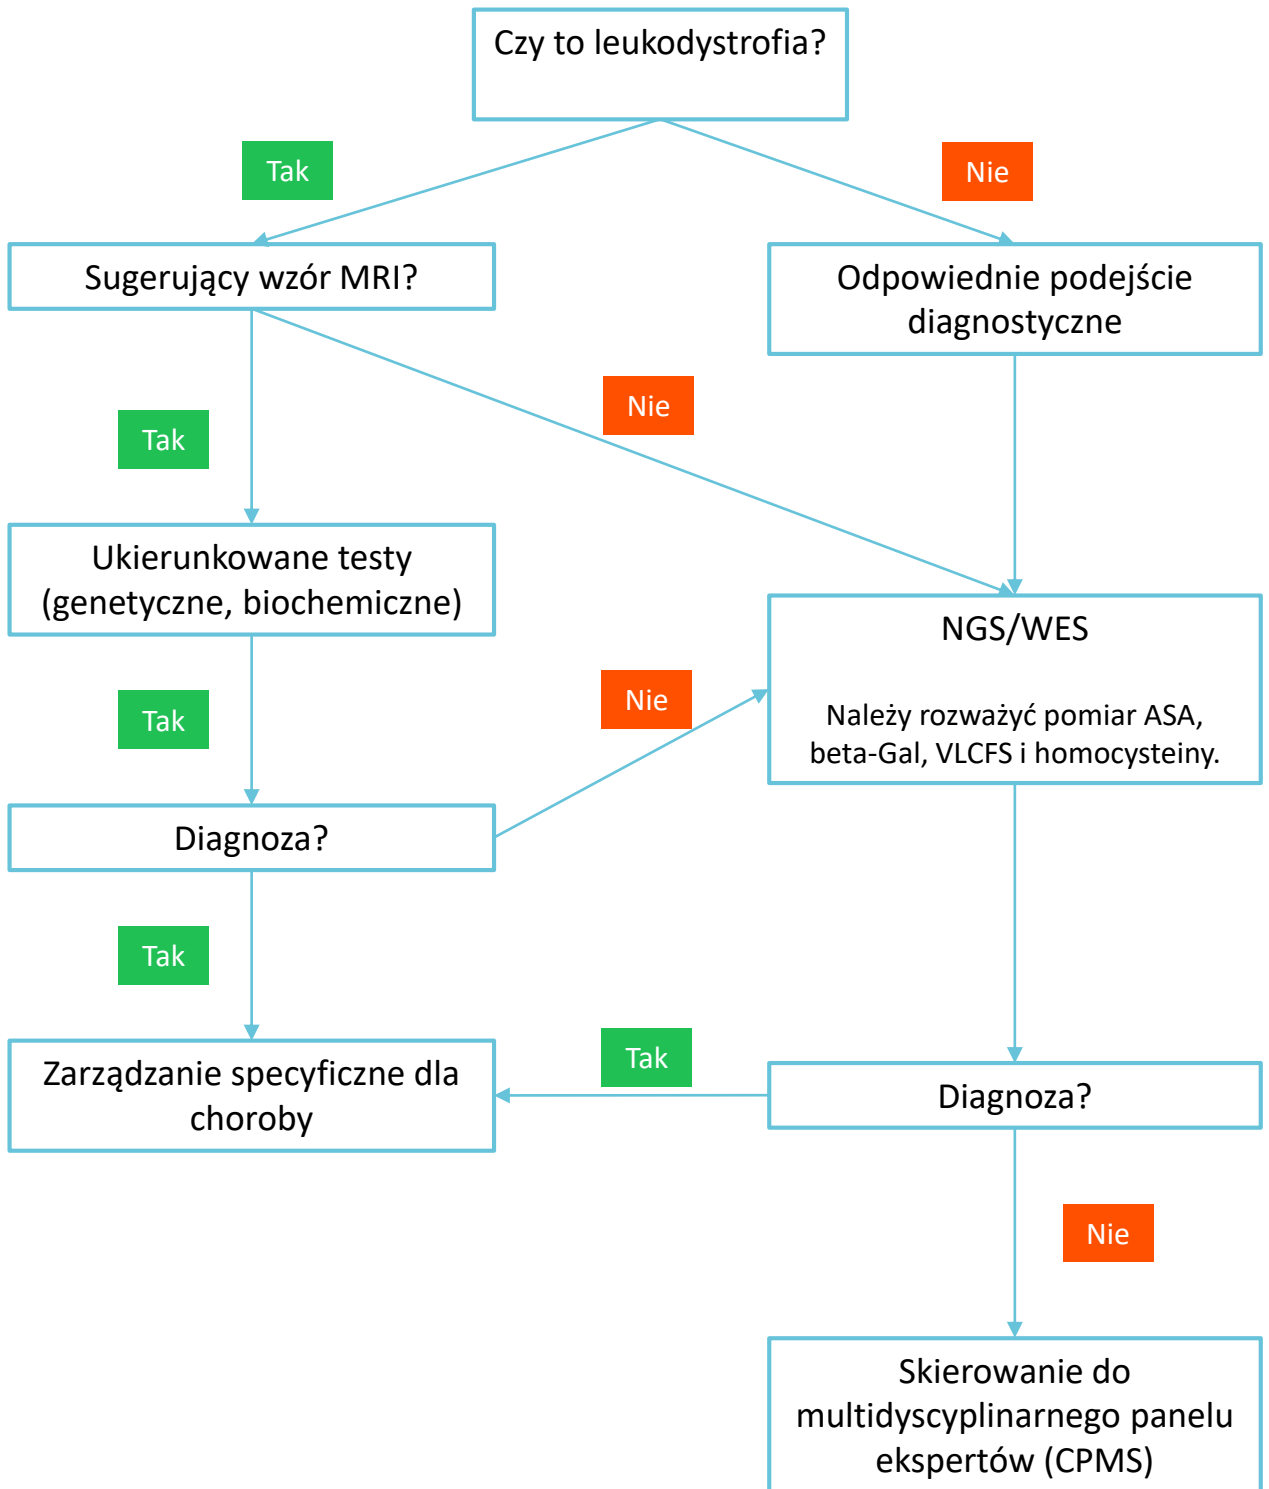 Czy to leukodystrofia?
Tak
Nie
Sugerujący wzór MRI?
Odpowiednie podejście
diagnostyczne
Nie
Tak
Ukierunkowane testy
(genetyczne, biochemiczne)
NGS/WES
Należy rozważyć pomiar ASA,
beta-Gal, VLCFS i homocysteiny.
Nie
Tak
Diagnoza?
Tak
Zarządzanie specyficzne dla
choroby
Tak
Diagnoza?
Nie
Skierowanie do
multidyscyplinarnego panelu
ekspertów (CPMS)